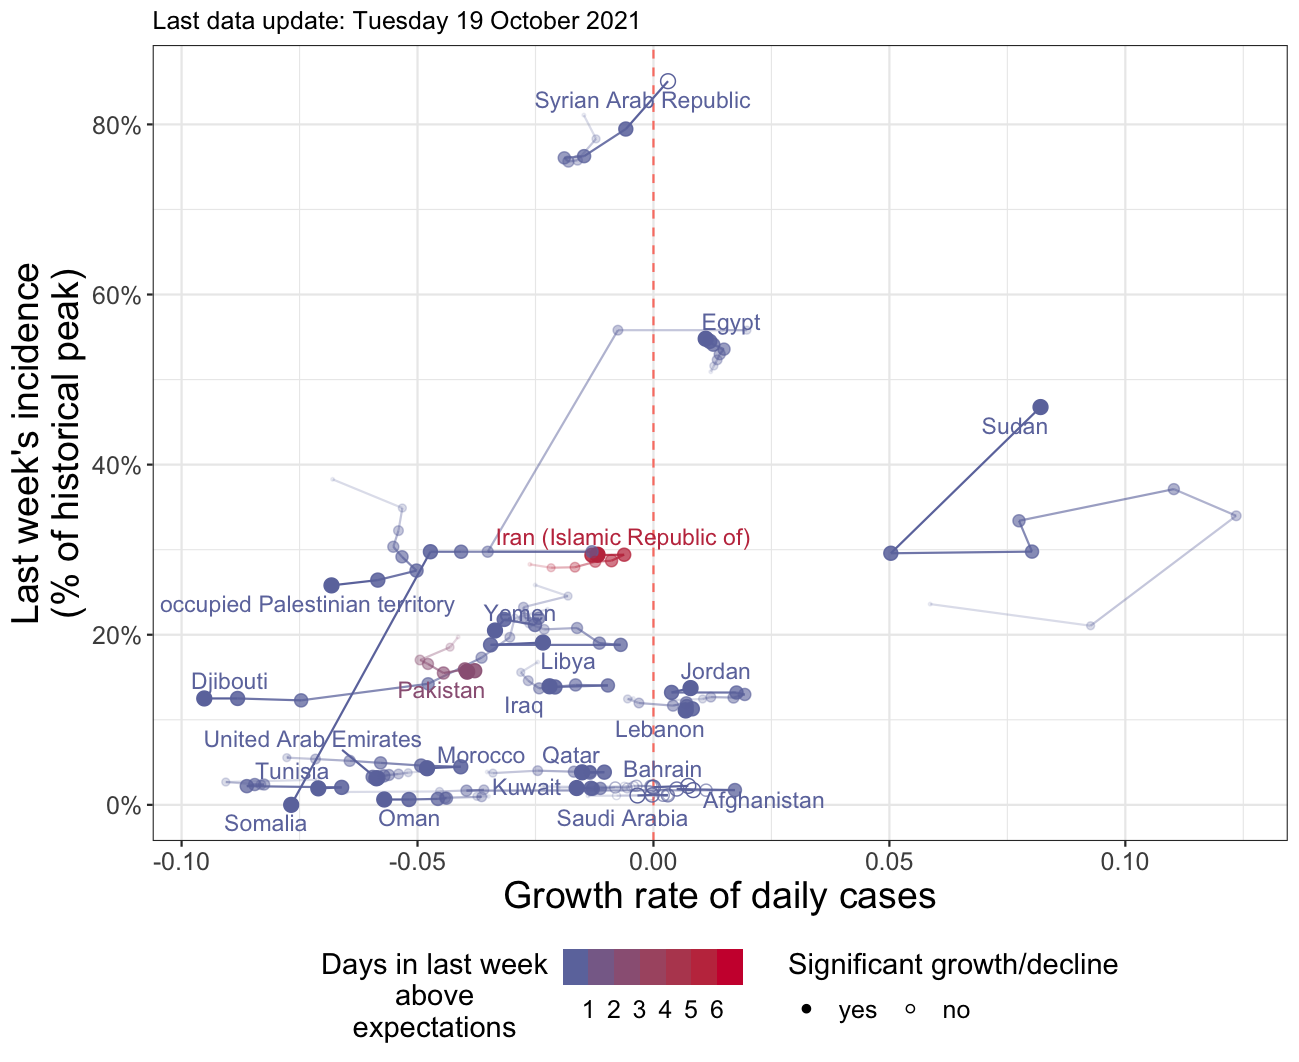 Last data update: Tuesday 19 October 2021
Last week's incidence
(% of historical peak)
80%
60%
40%
20%
0%
Syrian Arab Republic
Egypt
Sudan
Iran (Islamic Republic of)
occupied Palestinian territory
Yemen
Libya
Djibouti
Pakistan
Iraq
Jordan
Lebanon
United Arab Emirates
Morocco
Qatar
Tunisia
Kuwait
Bahrain
Afghanistan
Somalia
Oman
Saudi Arabia
-0.10
-0.05
0.00
0.05
0.10
Growth rate of daily cases
Days in last week
above
expectations
1 2 3 4 5 6
Significant growth/decline
yes
no